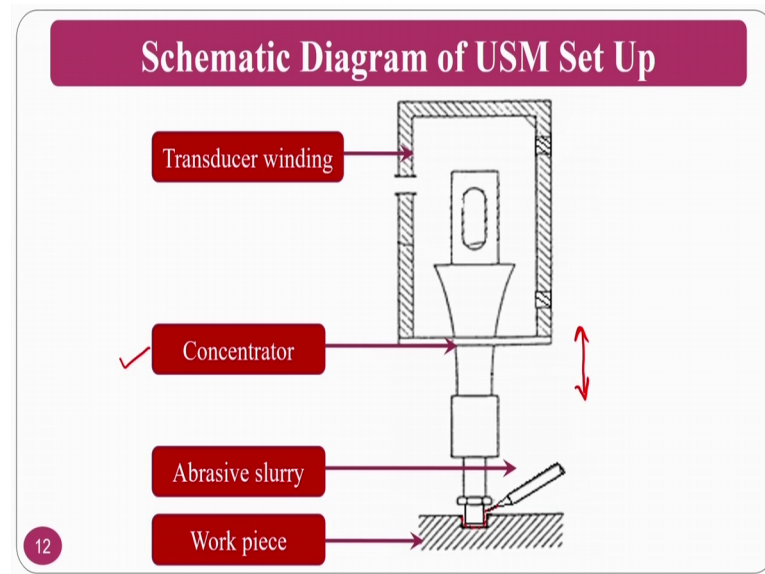 Schematic Diagram of USM Set Up
Transducer winding
Concentrator
Abrasive slurry
Work piece
12